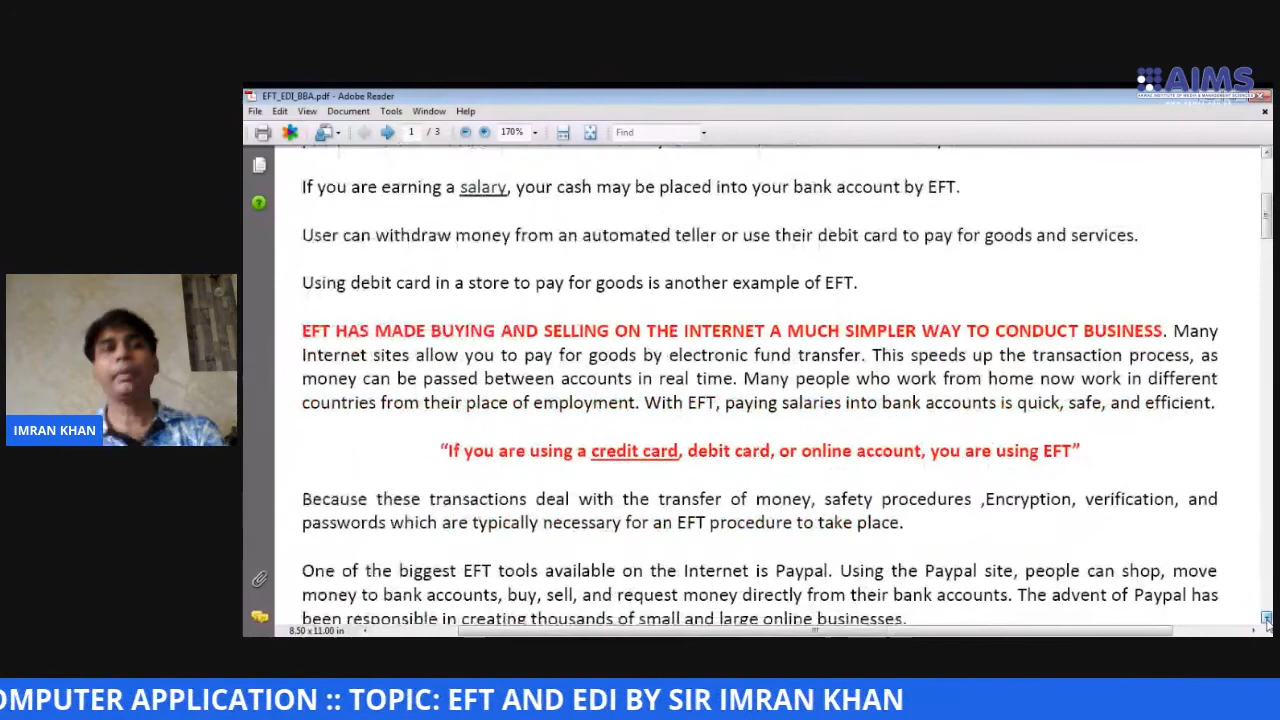 AIMS
EFT_EDI_BBA.pdf - Adobe Reader
File Edit View Document Tools Window Help
1 / 3 170% Find
If you are earning a salary, your cash may be placed into your bank account by EFT.
User can withdraw money from an automated teller or use their debit card to pay for goods and services.
Using debit card in a store to pay for goods is another example of EFT.
EFT HAS MADE BUYING AND SELLING ON THE INTERNET A MUCH SIMPLER WAY TO CONDUCT BUSINESS. Many
Internet sites allow you to pay for goods by electronic fund transfer. This speeds up the transaction process, as
money can be passed between accounts in real time. Many people who work from home now work in different
countries from their place of employment. With EFT, paying salaries into bank accounts is quick, safe, and efficient.
“If you are using a credit card, debit card, or online account, you are using EFT”
Because these transactions deal with the transfer of money, safety procedures ,Encryption, verification, and
passwords which are typically necessary for an EFT procedure to take place.
One of the biggest EFT tools available on the Internet is Paypal. Using the Paypal site, people can shop, move
money to bank accounts, buy, sell, and request money directly from their bank accounts. The advent of Paypal has
been responsible in creating thousands of small and large online businesses.
8.50 x 11.00 in
IMRAN KHAN
OMPUTER APPLICATION :: TOPIC: EFT AND EDI BY SIR IMRAN KHAN